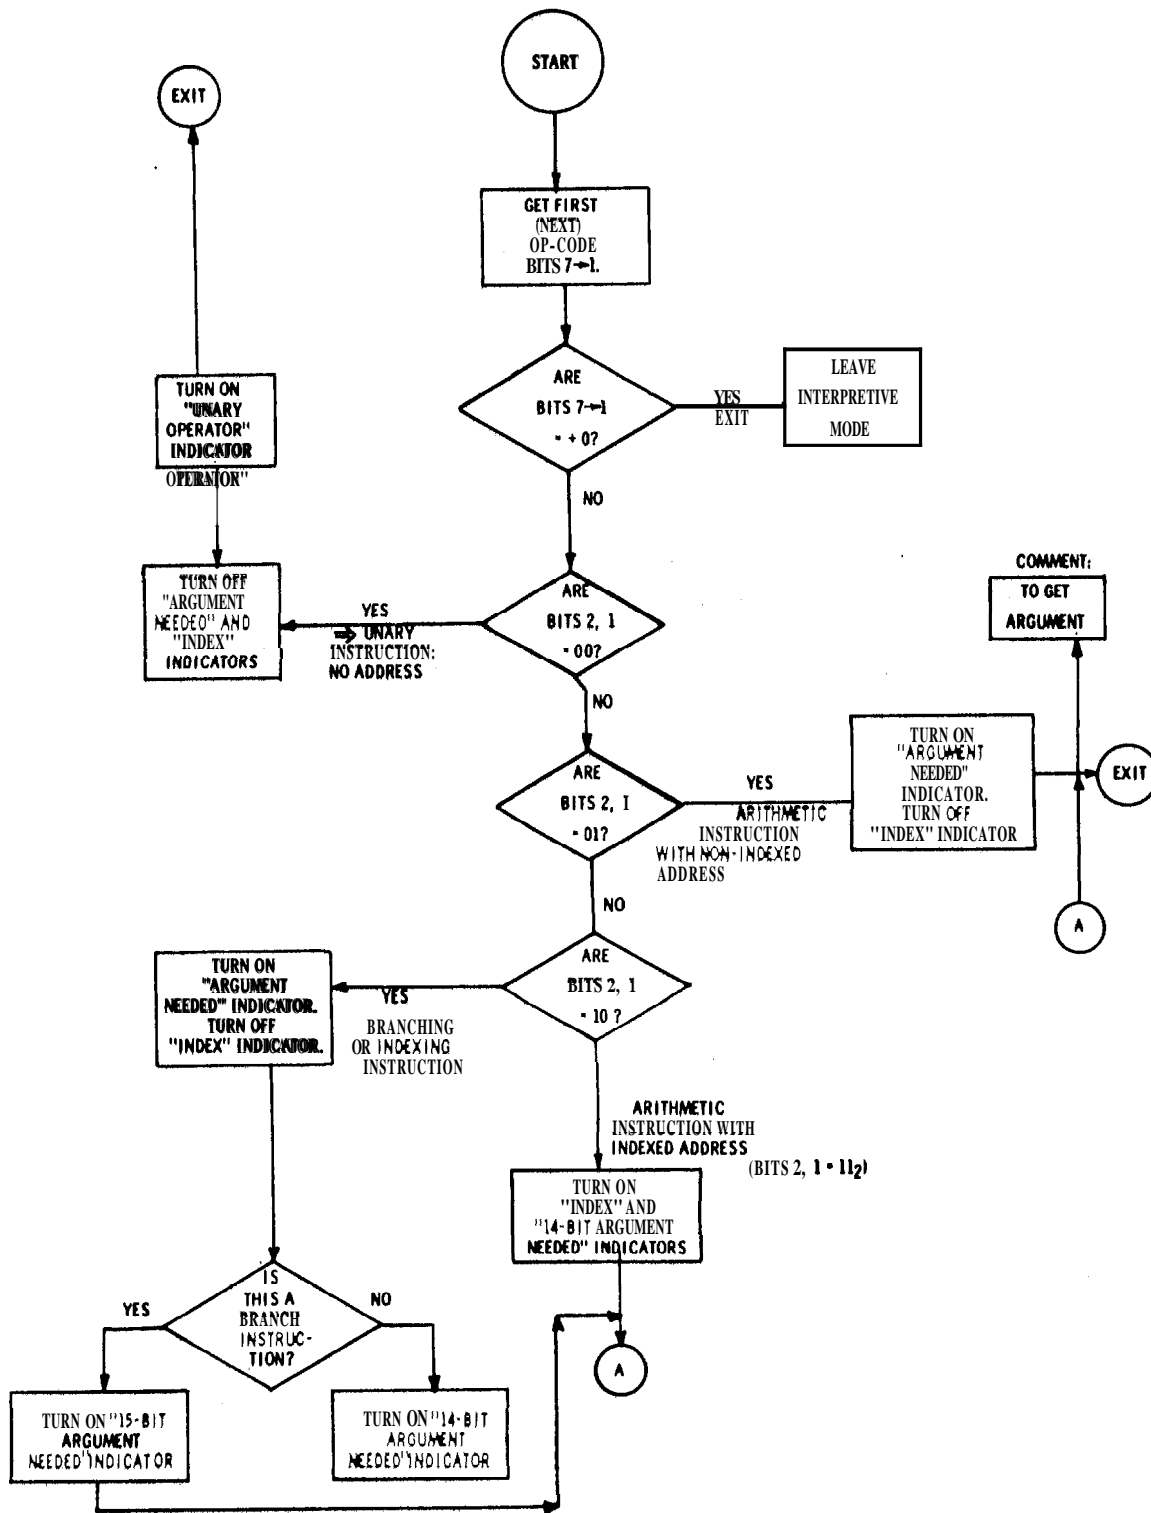 START
EXIT
GET FIRST
(NEXT)
OP-CODE
BITS 7→1.
ARE
BITS 7→1
= + 0?
YES
EXIT
LEAVE
INTERPRETIVE
MODE
NO
TURN ON
"UNARY
OPERATOR"
INDICATOR
OPERATOR"
TURN OFF
"ARGUMENT
NEEDED" AND
"INDEX"
INDICATORS
YES
⇒ UNARY
INSTRUCTION:
NO ADDRESS
ARE
BITS 2, 1
= 00?
NO
COMMENT:
TO GET
ARGUMENT
ARE
BITS 2, I
= 01?
YES
ARITHMETIC
INSTRUCTION
WITH NON-INDEXED
ADDRESS
TURN ON
"ARGUMENT
NEEDED"
INDICATOR.
TURN OFF
"INDEX" INDICATOR
EXIT
A
NO
ARE
BITS 2, 1
= 10 ?
YES
BRANCHING
OR INDEXING
INSTRUCTION
TURN ON
"ARGUMENT
NEEDED" INDICATOR.
TURN OFF
"INDEX" INDICATOR.
ARITHMETIC
INSTRUCTION WITH
INDEXED ADDRESS
(BITS 2, 1 = 11₂)
TURN ON
"INDEX" AND
"14-BIT ARGUMENT
NEEDED" INDICATORS
IS
THIS A
BRANCH
INSTRUC-
TION?
YES
NO
A
TURN ON "15-BIT
ARGUMENT
NEEDED" INDICATOR
TURN ON "14-BIT
ARGUMENT
NEEDED" INDICATOR